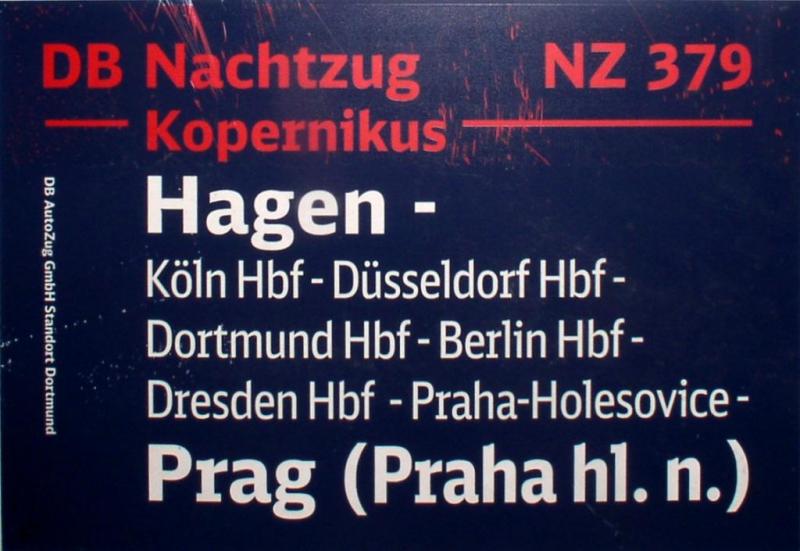 DB Nachtzug NZ 379
Kopernikus
Hagen -
Köln Hbf - Düsseldorf Hbf -
Dortmund Hbf - Berlin Hbf -
Dresden Hbf - Praha-Holesovice -
Prag (Praha hl. n.)
DB AutoZug GmbH Standort Dortmund